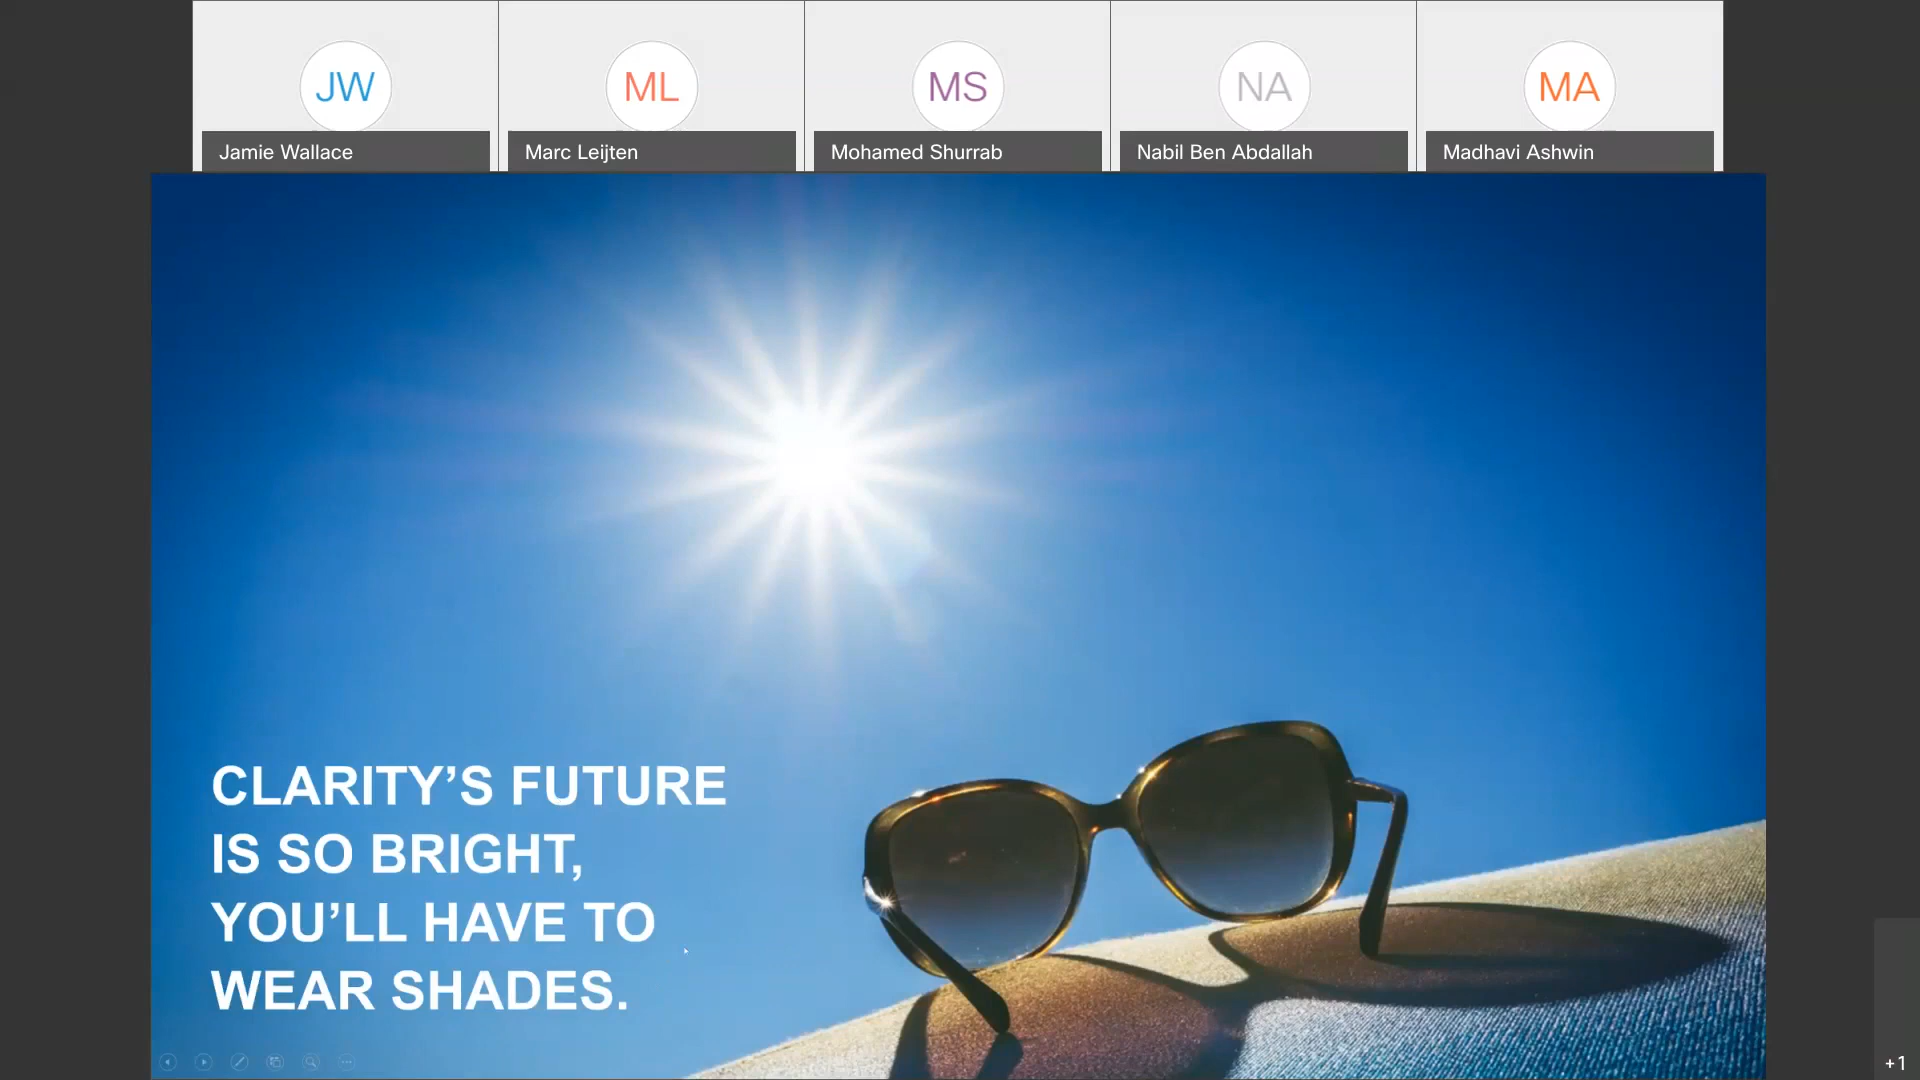 JW
ML
MS
NA
MA
Jamie Wallace
Marc Leijten
Mohamed Shurrab
Nabil Ben Abdallah
Madhavi Ashwin
CLARITY’S FUTURE
IS SO BRIGHT,
YOU’LL HAVE TO
WEAR SHADES.
+1